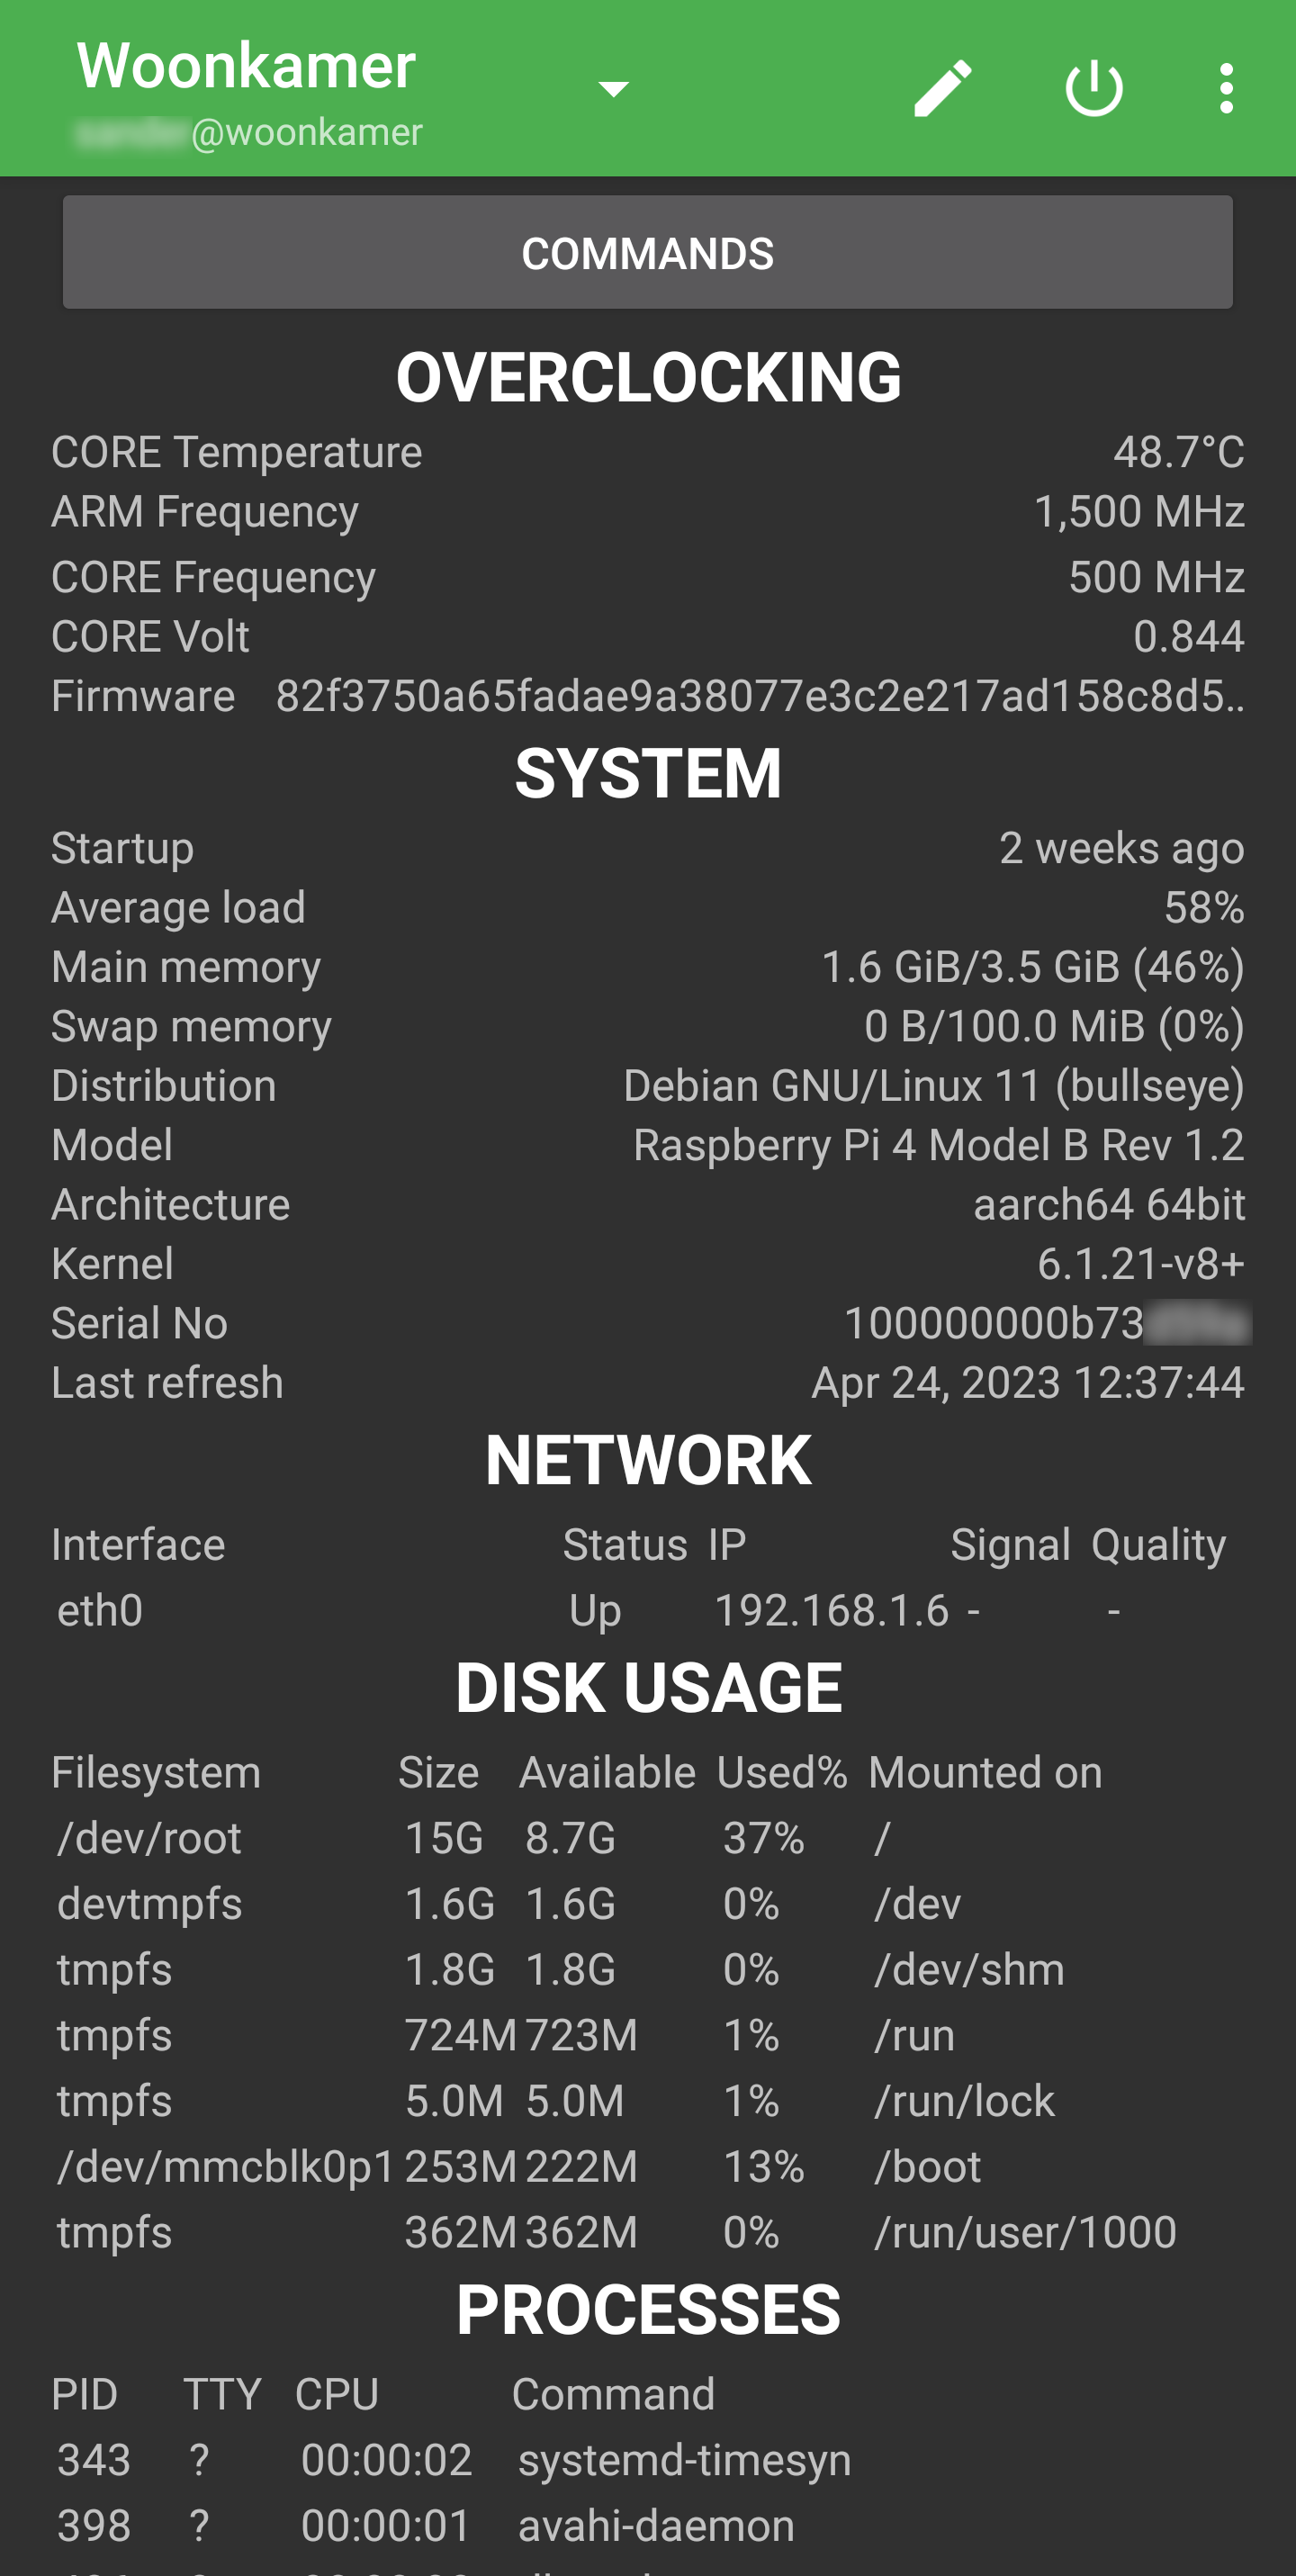 Woonkamer
@woonkamer
COMMANDS
OVERCLOCKING
CORE Temperature 48.7°C
ARM Frequency 1,500 MHz
CORE Frequency 500 MHz
CORE Volt 0.844
Firmware 82f3750a65fadae9a38077e3c2e217ad158c8d5..
SYSTEM
Startup 2 weeks ago
Average load 58%
Main memory 1.6 GiB/3.5 GiB (46%)
Swap memory 0 B/100.0 MiB (0%)
Distribution Debian GNU/Linux 11 (bullseye)
Model Raspberry Pi 4 Model B Rev 1.2
Architecture aarch64 64bit
Kernel 6.1.21-v8+
Serial No 100000000b73
Last refresh Apr 24, 2023 12:37:44
NETWORK
Interface Status IP Signal Quality
eth0 Up 192.168.1.6 - -
DISK USAGE
Filesystem Size Available Used% Mounted on
/dev/root 15G 8.7G 37% /
devtmpfs 1.6G 1.6G 0% /dev
tmpfs 1.8G 1.8G 0% /dev/shm
tmpfs 724M 723M 1% /run
tmpfs 5.0M 5.0M 1% /run/lock
/dev/mmcblk0p1 253M 222M 13% /boot
tmpfs 362M 362M 0% /run/user/1000
PROCESSES
PID TTY CPU Command
343 ? 00:00:02 systemd-timesyn
398 ? 00:00:01 avahi-daemon